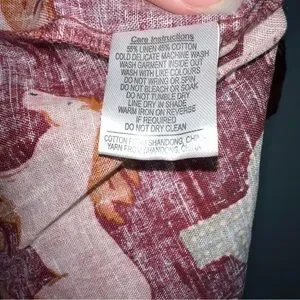 Care Instructions
55% LINEN 45% COTTON
COLD DELICATE MACHINE WASH
WASH GARMENT INSIDE OUT
WASH WITH LIKE COLOURS
DO NOT WRING OR SPIN
DO NOT BLEACH OR SOAK
DO NOT TUMBLE DRY
LINE DRY IN SHADE
WARM IRON ON REVERSE
IF REQUIRED
DO NOT DRY CLEAN
COTTON FROM SHANDONG,
YARN FROM SHANDONG,